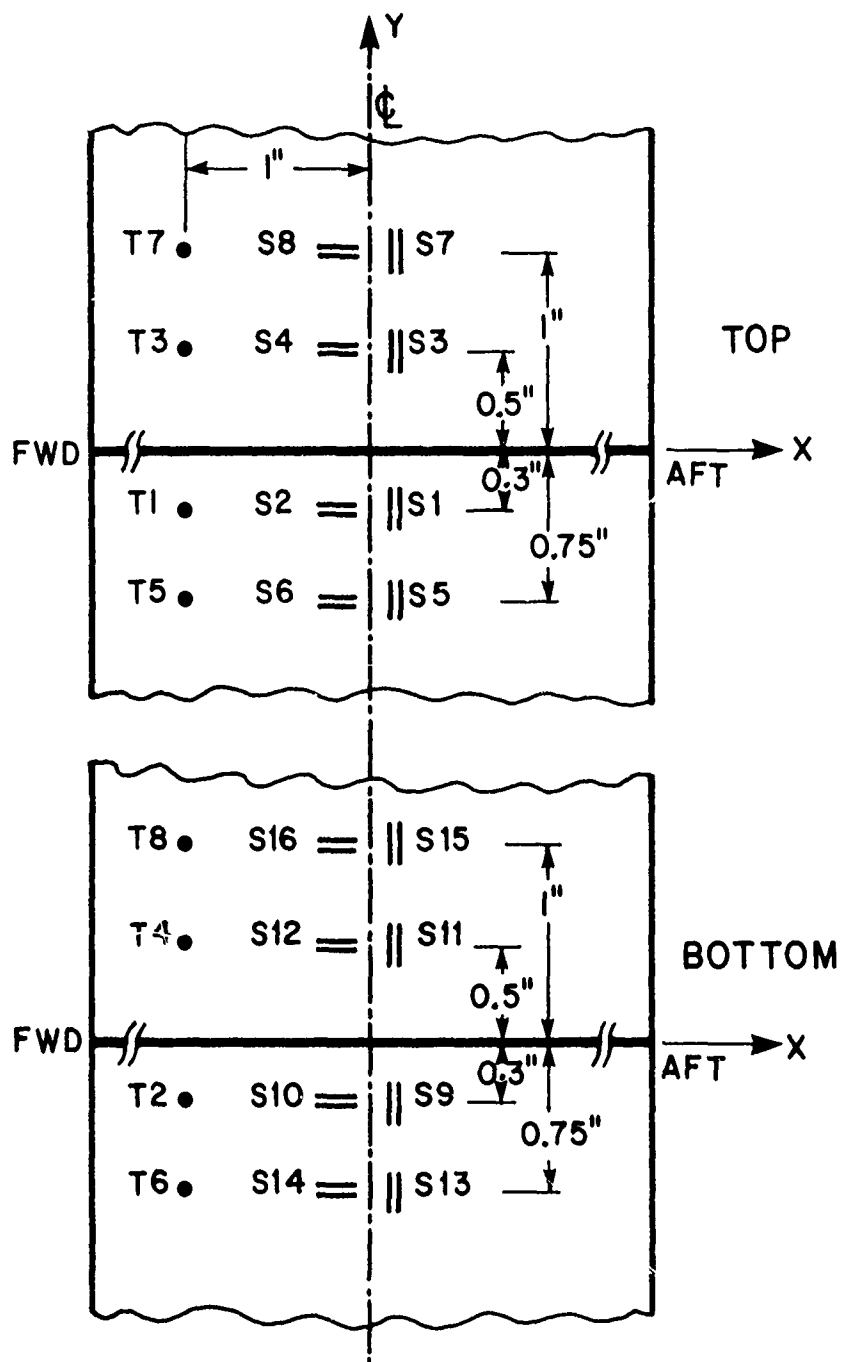 Y
℄
1"
T7 S8 S7
1"
T3 S4 S3
TOP
0.5"
FWD X
AFT
0.3"
T1 S2 S1
0.75"
T5 S6 S5
T8 S16 S15
1"
T4 S12 S11
BOTTOM
0.5"
FWD X
AFT
0.3"
T2 S10 S9
0.75"
T6 S14 S13